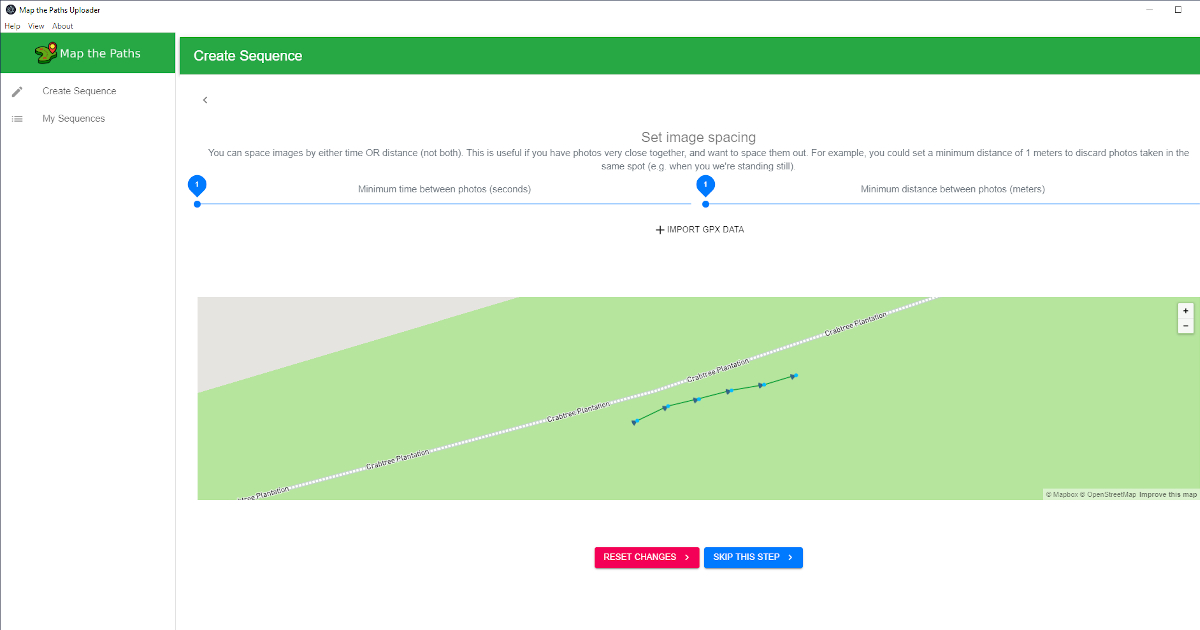 Map the Paths Uploader
Help View About
Map the Paths
Create Sequence
Create Sequence
My Sequences
Set image spacing
You can space images by either time OR distance (not both). This is useful if you have photos very close together, and want to space them out. For example, you could set a minimum distance of 1 meters to discard photos taken in the
same spot (e.g. when you we're standing still).
1
Minimum time between photos (seconds)
1
Minimum distance between photos (meters)
+ IMPORT GPX DATA
+
−
Crabtree Plantation
Crabtree Plantation
Crabtree Plantation
Crabtree Plantation
tree Plantation
© Mapbox © OpenStreetMap Improve this map
RESET CHANGES
SKIP THIS STEP